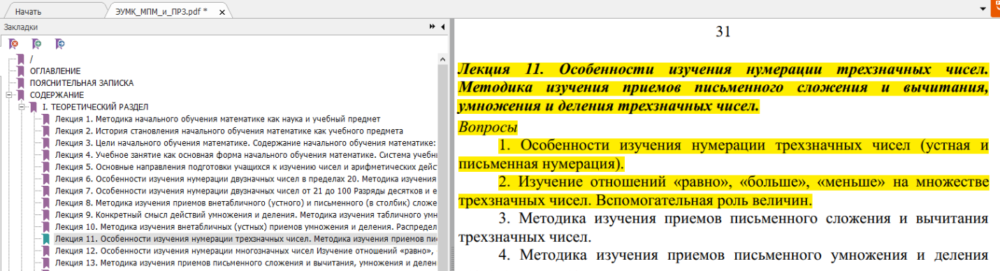 Начать
ЭУМК_МПМ_и_ПРЗ.pdf *
Закладки
/
ОГЛАВЛЕНИЕ
ПОЯСНИТЕЛЬНАЯ ЗАПИСКА
СОДЕРЖАНИЕ
I. ТЕОРЕТИЧЕСКИЙ РАЗДЕЛ
Лекция 1. Методика начального обучения математике как наука и учебный предмет
Лекция 2. История становления начального обучения математике как учебного предмета
Лекция 3. Цели начального обучения математике. Содержание начального обучения математике:
Лекция 4. Учебное занятие как основная форма начального обучения математике. Система учебн
Лекция 5. Основные направления подготовки учащихся к изучению чисел и арифметических дейс
Лекция 6. Особенности изучения нумерации двузначных чисел в пределах 20. Методика изучения
Лекция 7. Особенности изучения нумерации двузначных чисел от 21 до 100 Разряды десятков и е
Лекция 8. Методика изучения приемов внетабличного (устного) и письменного (в столбик) сложе
Лекция 9. Конкретный смысл действий умножения и деления. Методика изучения табличного умн
Лекция 10. Методика изучения внетабличных (устных) приемов умножения и деления. Распредел
Лекция 11. Особенности изучения нумерации трехзначных чисел. Методика изучения приемов пи
Лекция 12. Особенности изучения нумерации многозначных чисел Изучение отношений «равно»,
Лекция 13. Методика изучения приемов письменного сложения и вычитания, умножения и делен
31
Лекция 11. Особенности изучения нумерации трехзначных чисел.
Методика изучения приемов письменного сложения и вычитания,
умножения и деления трехзначных чисел.
Вопросы
1. Особенности изучения нумерации трехзначных чисел (устная и
письменная нумерация).
2. Изучение отношений «равно», «больше», «меньше» на множестве
трехзначных чисел. Вспомогательная роль величин.
3. Методика изучения приемов письменного сложения и вычитания
трехзначных чисел.
4. Методика изучения приемов письменного умножения и деления